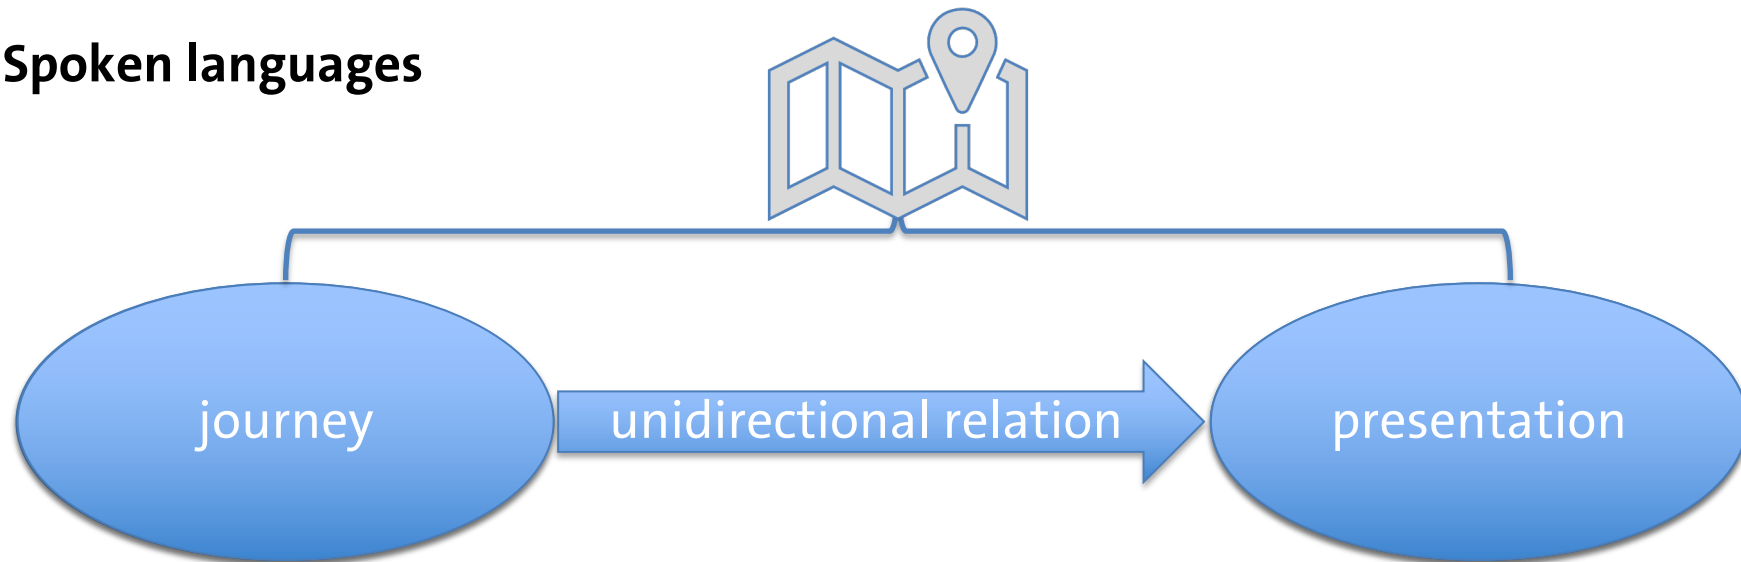 Spoken languages
journey
unidirectional relation
presentation